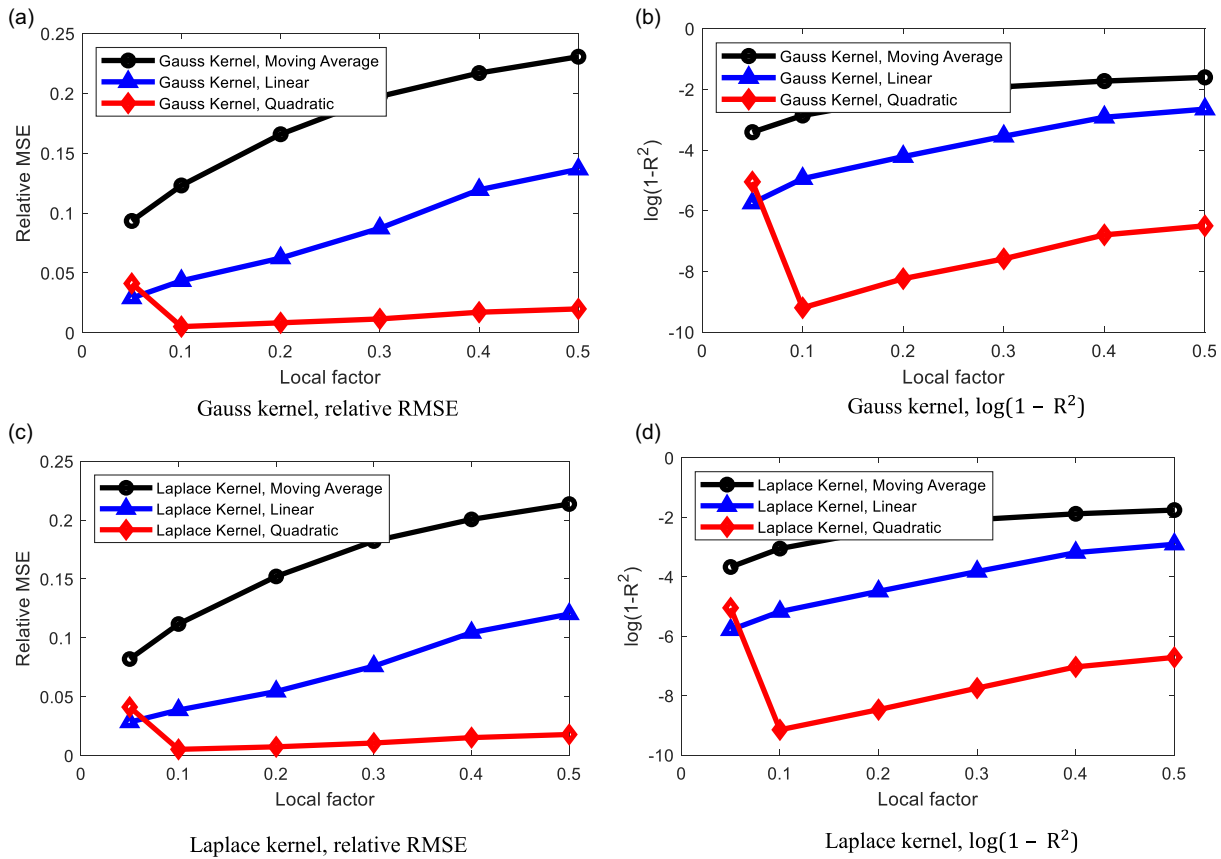 (a)
0.25
0.2
0.15
0.1
0.05
0
Relative MSE
Gauss Kernel, Moving Average
Gauss Kernel, Linear
Gauss Kernel, Quadratic
0 0.1 0.2 0.3 0.4 0.5
Local factor
Gauss kernel, relative RMSE
(b)
0
-2
-4
-6
-8
-10
log(1-R²)
Gauss Kernel, Moving Average
Gauss Kernel, Linear
Gauss Kernel, Quadratic
0 0.1 0.2 0.3 0.4 0.5
Local factor
Gauss kernel, log(1 − R²)
(c)
0.25
0.2
0.15
0.1
0.05
0
Relative MSE
Laplace Kernel, Moving Average
Laplace Kernel, Linear
Laplace Kernel, Quadratic
0 0.1 0.2 0.3 0.4 0.5
Local factor
Laplace kernel, relative RMSE
(d)
0
-2
-4
-6
-8
-10
log(1-R²)
Laplace Kernel, Moving Average
Laplace Kernel, Linear
Laplace Kernel, Quadratic
0 0.1 0.2 0.3 0.4 0.5
Local factor
Laplace kernel, log(1 − R²)